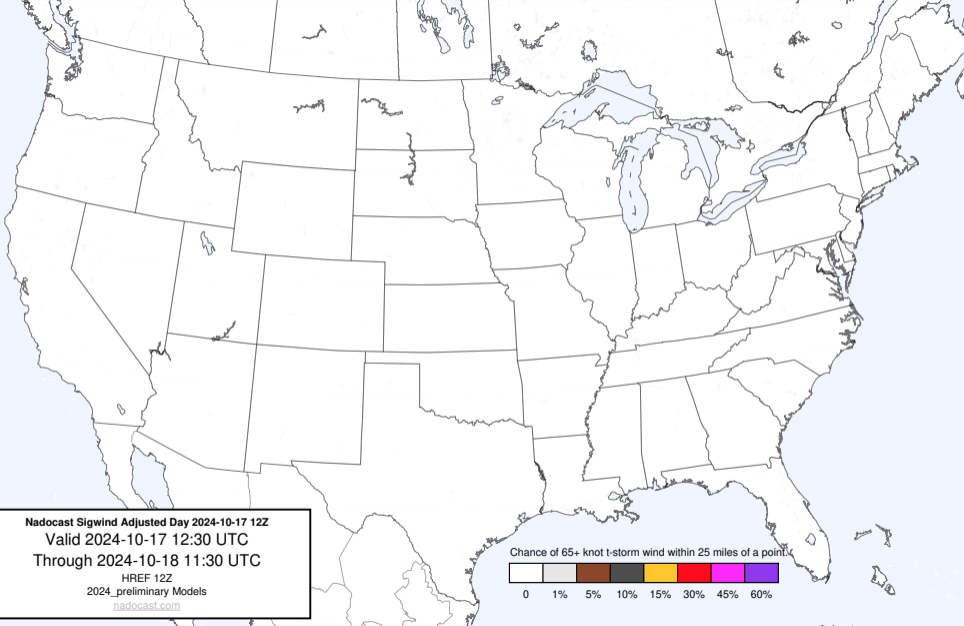 Nadocast Sigwind Adjusted Day 2024-10-17 12Z
Valid 2024-10-17 12:30 UTC
Through 2024-10-18 11:30 UTC
HREF 12Z
2024_preliminary Models
nadocast.com
Chance of 65+ knot t-storm wind within 25 miles of a point.
0 1% 5% 10% 15% 30% 45% 60%